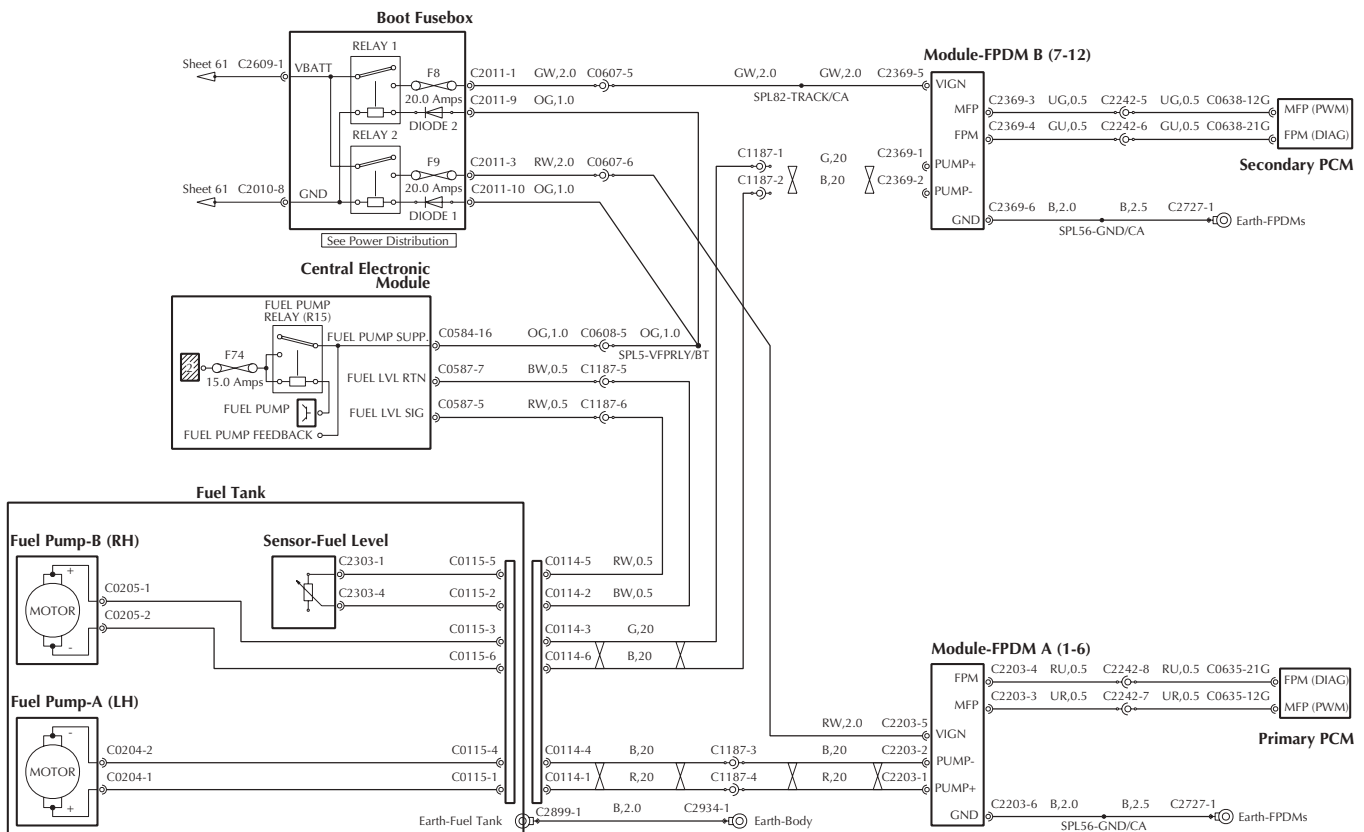 Boot Fusebox
RELAY 1
Sheet 61 C2609-1 VBATT
F8
C2011-1 GW,2.0 C0607-5 GW,2.0 GW,2.0 C2369-5
SPL82-TRACK/CA
20.0 Amps C2011-9 OG,1.0
DIODE 2
RELAY 2
F9
C2011-3 RW,2.0 C0607-6
Sheet 61 C2010-8 GND
20.0 Amps C2011-10 OG,1.0
DIODE 1
See Power Distribution
Module-FPDM B (7-12)
VIGN
MFP C2369-3 UG,0.5 C2242-5 UG,0.5 C0638-12G MFP (PWM)
FPM C2369-4 GU,0.5 C2242-6 GU,0.5 C0638-21G FPM (DIAG)
Secondary PCM
C1187-1 G,20 C2369-1 PUMP+
C1187-2 B,20 C2369-2 PUMP-
GND C2369-6 B,2.0 B,2.5 C2727-1 Earth-FPDMs
SPL56-GND/CA
Central Electronic
Module
FUEL PUMP
RELAY (R15)
FUEL PUMP SUPP. C0584-16 OG,1.0 C0608-5 OG,1.0
SPL5-VFPRLY/BT
2
F74
15.0 Amps
FUEL LVL RTN C0587-7 BW,0.5 C1187-5
FUEL PUMP
FUEL LVL SIG C0587-5 RW,0.5 C1187-6
FUEL PUMP FEEDBACK
Fuel Tank
Fuel Pump-B (RH)
Sensor-Fuel Level
+
MOTOR
-
C0205-1
C0205-2
C2303-1 C0115-5 C0114-5 RW,0.5
C2303-4 C0115-2 C0114-2 BW,0.5
C0115-3 C0114-3 G,20
C0115-6 C0114-6 B,20
Fuel Pump-A (LH)
-
MOTOR
+
C0204-2 C0115-4 C0114-4 B,20 C1187-3 B,20 C2203-2 PUMP-
C0204-1 C0115-1 C0114-1 R,20 C1187-4 R,20 C2203-1 PUMP+
Module-FPDM A (1-6)
FPM C2203-4 RU,0.5 C2242-8 RU,0.5 C0635-21G FPM (DIAG)
MFP C2203-3 UR,0.5 C2242-7 UR,0.5 C0635-12G MFP (PWM)
Primary PCM
RW,2.0 C2203-5 VIGN
GND C2203-6 B,2.0 B,2.5 C2727-1 Earth-FPDMs
SPL56-GND/CA
Earth-Fuel Tank C2899-1 B,2.0 C2934-1 Earth-Body